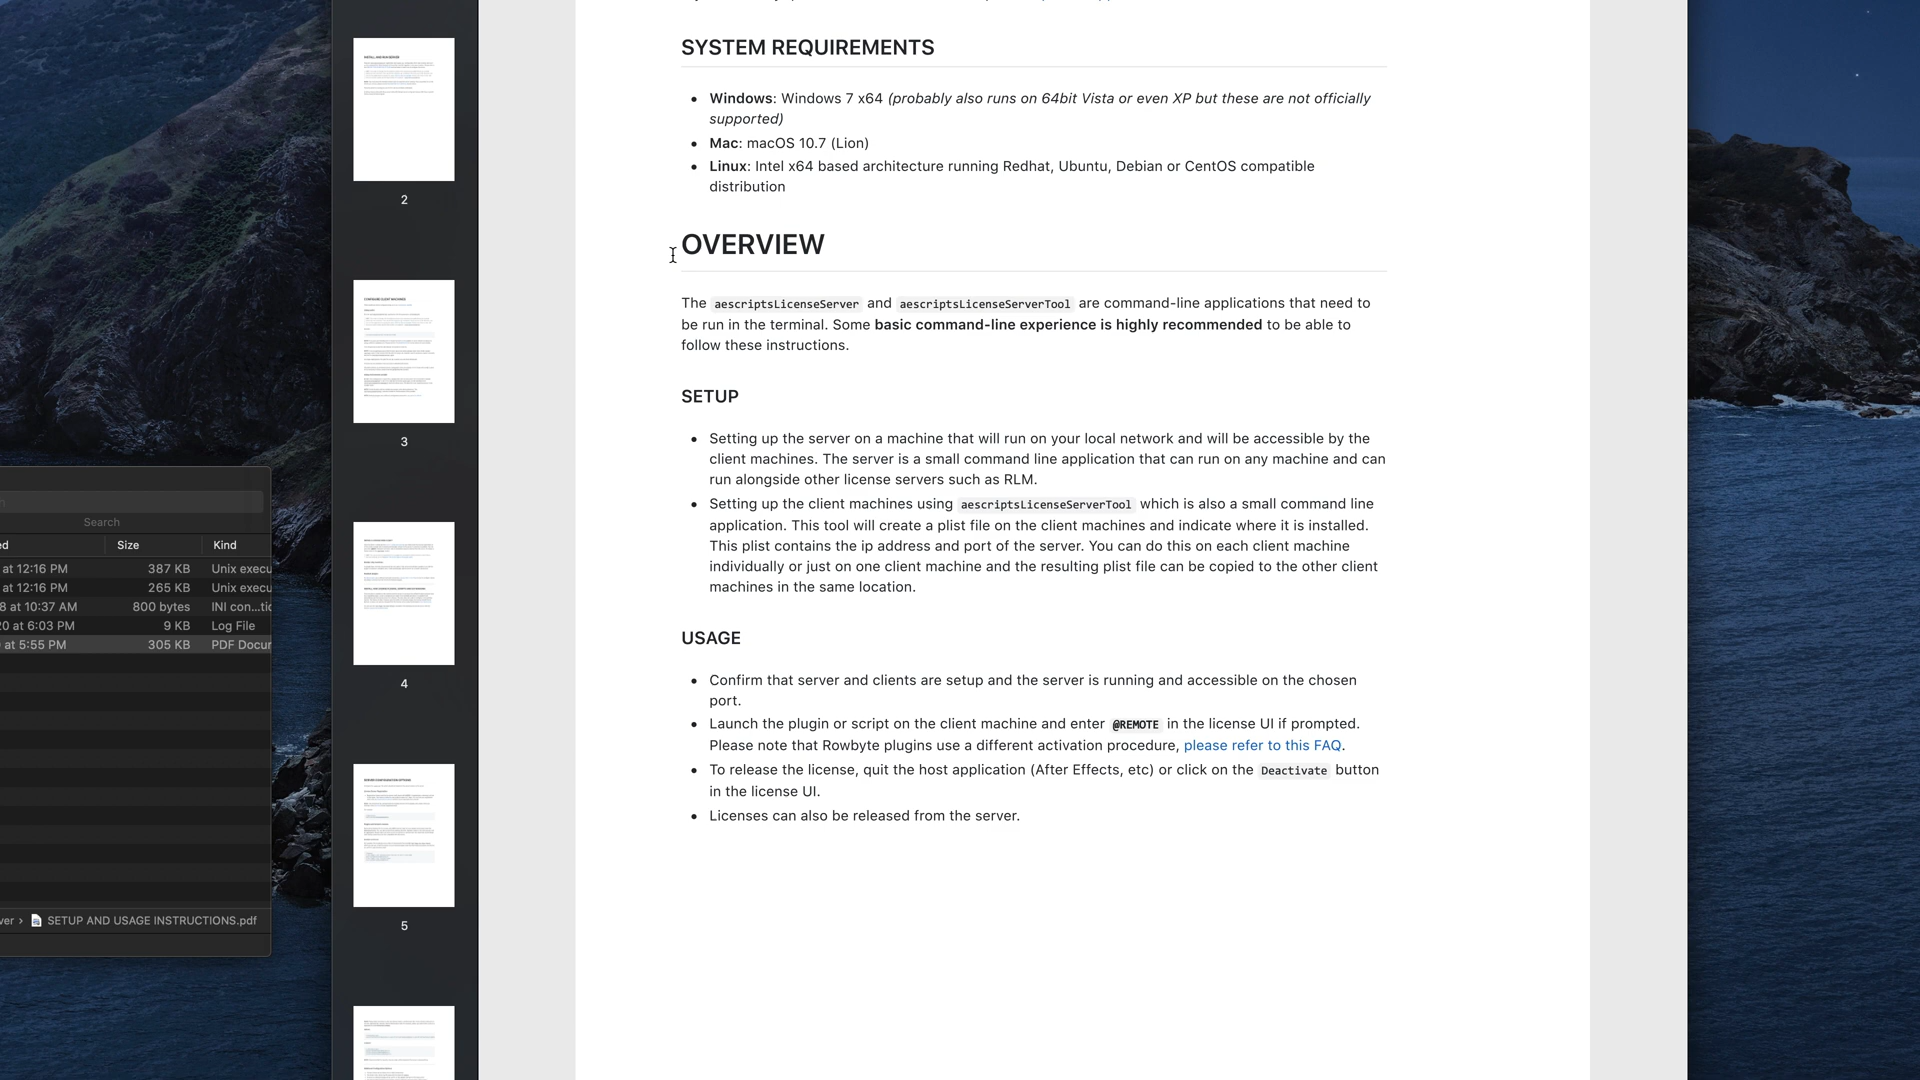 SYSTEM REQUIREMENTS
• Windows: Windows 7 x64 (probably also runs on 64bit Vista or even XP but these are not officially
supported)
• Mac: macOS 10.7 (Lion)
• Linux: Intel x64 based architecture running Redhat, Ubuntu, Debian or CentOS compatible
distribution
OVERVIEW
The aescriptsLicenseServer and aescriptsLicenseServerTool are command-line applications that need to
be run in the terminal. Some basic command-line experience is highly recommended to be able to
follow these instructions.
SETUP
• Setting up the server on a machine that will run on your local network and will be accessible by the
client machines. The server is a small command line application that can run on any machine and can
run alongside other license servers such as RLM.
• Setting up the client machines using aescriptsLicenseServerTool which is also a small command line
application. This tool will create a plist file on the client machines and indicate where it is installed.
This plist contains the ip address and port of the server. You can do this on each client machine
individually or just on one client machine and the resulting plist file can be copied to the other client
machines in the same location.
USAGE
• Confirm that server and clients are setup and the server is running and accessible on the chosen
port.
• Launch the plugin or script on the client machine and enter @REMOTE in the license UI if prompted.
Please note that Rowbyte plugins use a different activation procedure, please refer to this FAQ.
• To release the license, quit the host application (After Effects, etc) or click on the Deactivate button
in the license UI.
• Licenses can also be released from the server.
INSTALL AND RUN SERVER
2
CONFIGURE CLIENT MACHINES
3
4
SERVER CONFIGURATION OPTIONS
5
Search
ed Size Kind
at 12:16 PM 387 KB Unix execu
at 12:16 PM 265 KB Unix execu
8 at 10:37 AM 800 bytes INI con...tic
20 at 6:03 PM 9 KB Log File
at 5:55 PM 305 KB PDF Docur
ver › SETUP AND USAGE INSTRUCTIONS.pdf